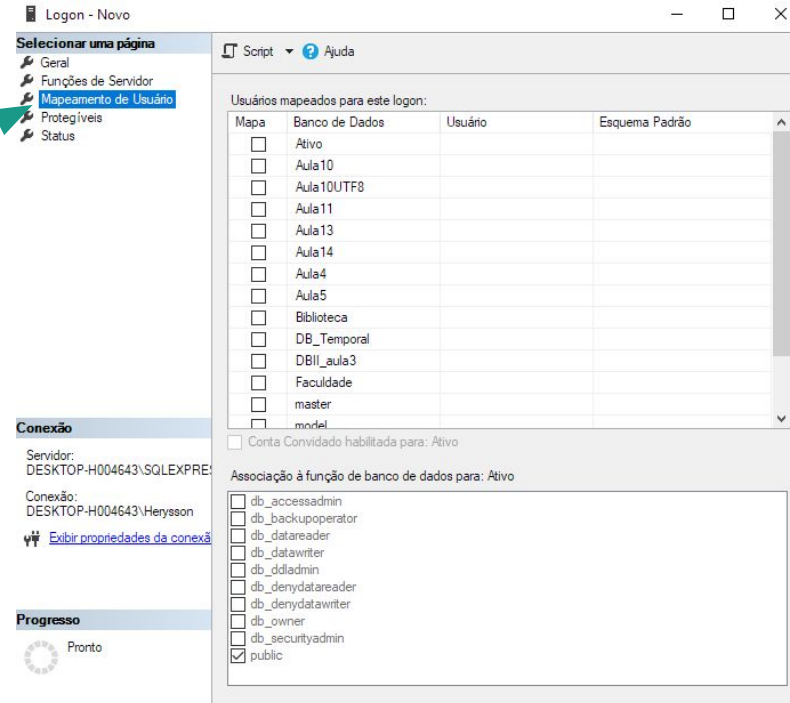 Logon - Novo
Selecionar uma página
Geral
Funções de Servidor
Mapeamento de Usuário
Protegíveis
Status
Script Ajuda
Usuários mapeados para este logon:
Mapa Banco de Dados Usuário Esquema Padrão
Ativo
Aula10
Aula10UTF8
Aula11
Aula13
Aula14
Aula4
Aula5
Biblioteca
DB_Temporal
DBII_aula3
Faculdade
master
model
Conta Convidado habilitada para: Ativo
Associação à função de banco de dados para: Ativo
db_accessadmin
db_backupoperator
db_datareader
db_datawriter
db_ddladmin
db_denydatareader
db_denydatawriter
db_owner
db_securityadmin
public
Conexão
Servidor:
DESKTOP-H004643\SQLEXPRES
Conexão:
DESKTOP-H004643\Herysson
Exibir propriedades da conexã
Progresso
Pronto